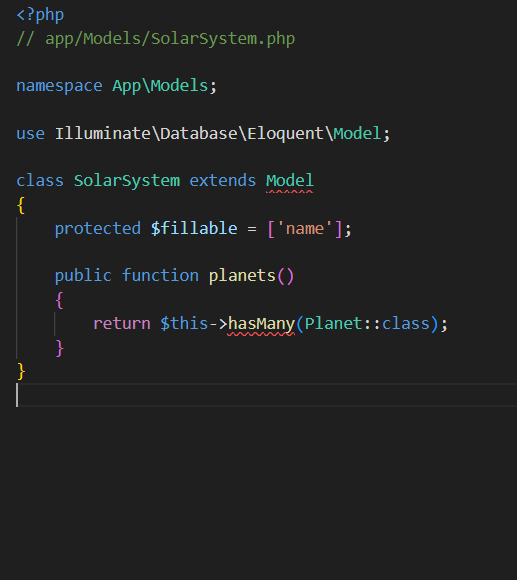 <?php
// app/Models/SolarSystem.php
namespace App\Models;
use Illuminate\Database\Eloquent\Model;
class SolarSystem extends Model
{
    protected $fillable = ['name'];
    public function planets()
    {
        return $this->hasMany(Planet::class);
    }
}